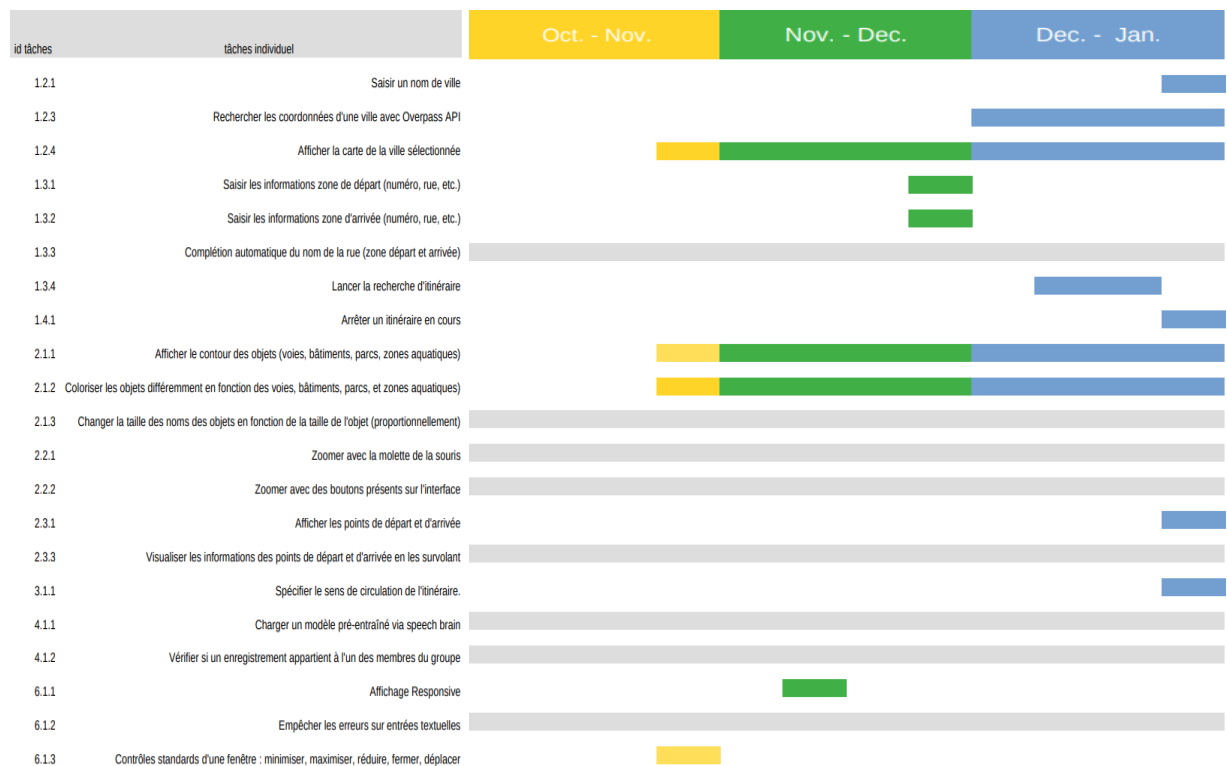 Oct. - Nov. Nov. - Dec. Dec. - Jan.
id tâches tâches individuel
1.2.1 Saisir un nom de ville
1.2.3 Rechercher les coordonnées d'une ville avec Overpass API
1.2.4 Afficher la carte de la ville sélectionnée
1.3.1 Saisir les informations zone de départ (numéro, rue, etc.)
1.3.2 Saisir les informations zone d'arrivée (numéro, rue, etc.)
1.3.3 Complétion automatique du nom de la rue (zone départ et arrivée)
1.3.4 Lancer la recherche d'itinéraire
1.4.1 Arrêter un itinéraire en cours
2.1.1 Afficher le contour des objets (voies, bâtiments, parcs, zones aquatiques)
2.1.2 Coloriser les objets différemment en fonction des voies, bâtiments, parcs, et zones aquatiques)
2.1.3 Changer la taille des noms des objets en fonction de la taille de l'objet (proportionnellement)
2.2.1 Zoomer avec la molette de la souris
2.2.2 Zoomer avec des boutons présents sur l'interface
2.3.1 Afficher les points de départ et d'arrivée
2.3.3 Visualiser les informations des points de départ et d'arrivée en les survolant
3.1.1 Spécifier le sens de circulation de l'itinéraire.
4.1.1 Charger un modèle pré-entraîné via speech brain
4.1.2 Vérifier si un enregistrement appartient à l'un des membres du groupe
6.1.1 Affichage Responsive
6.1.2 Empêcher les erreurs sur entrées textuelles
6.1.3 Contrôles standards d'une fenêtre : minimiser, maximiser, réduire, fermer, déplacer